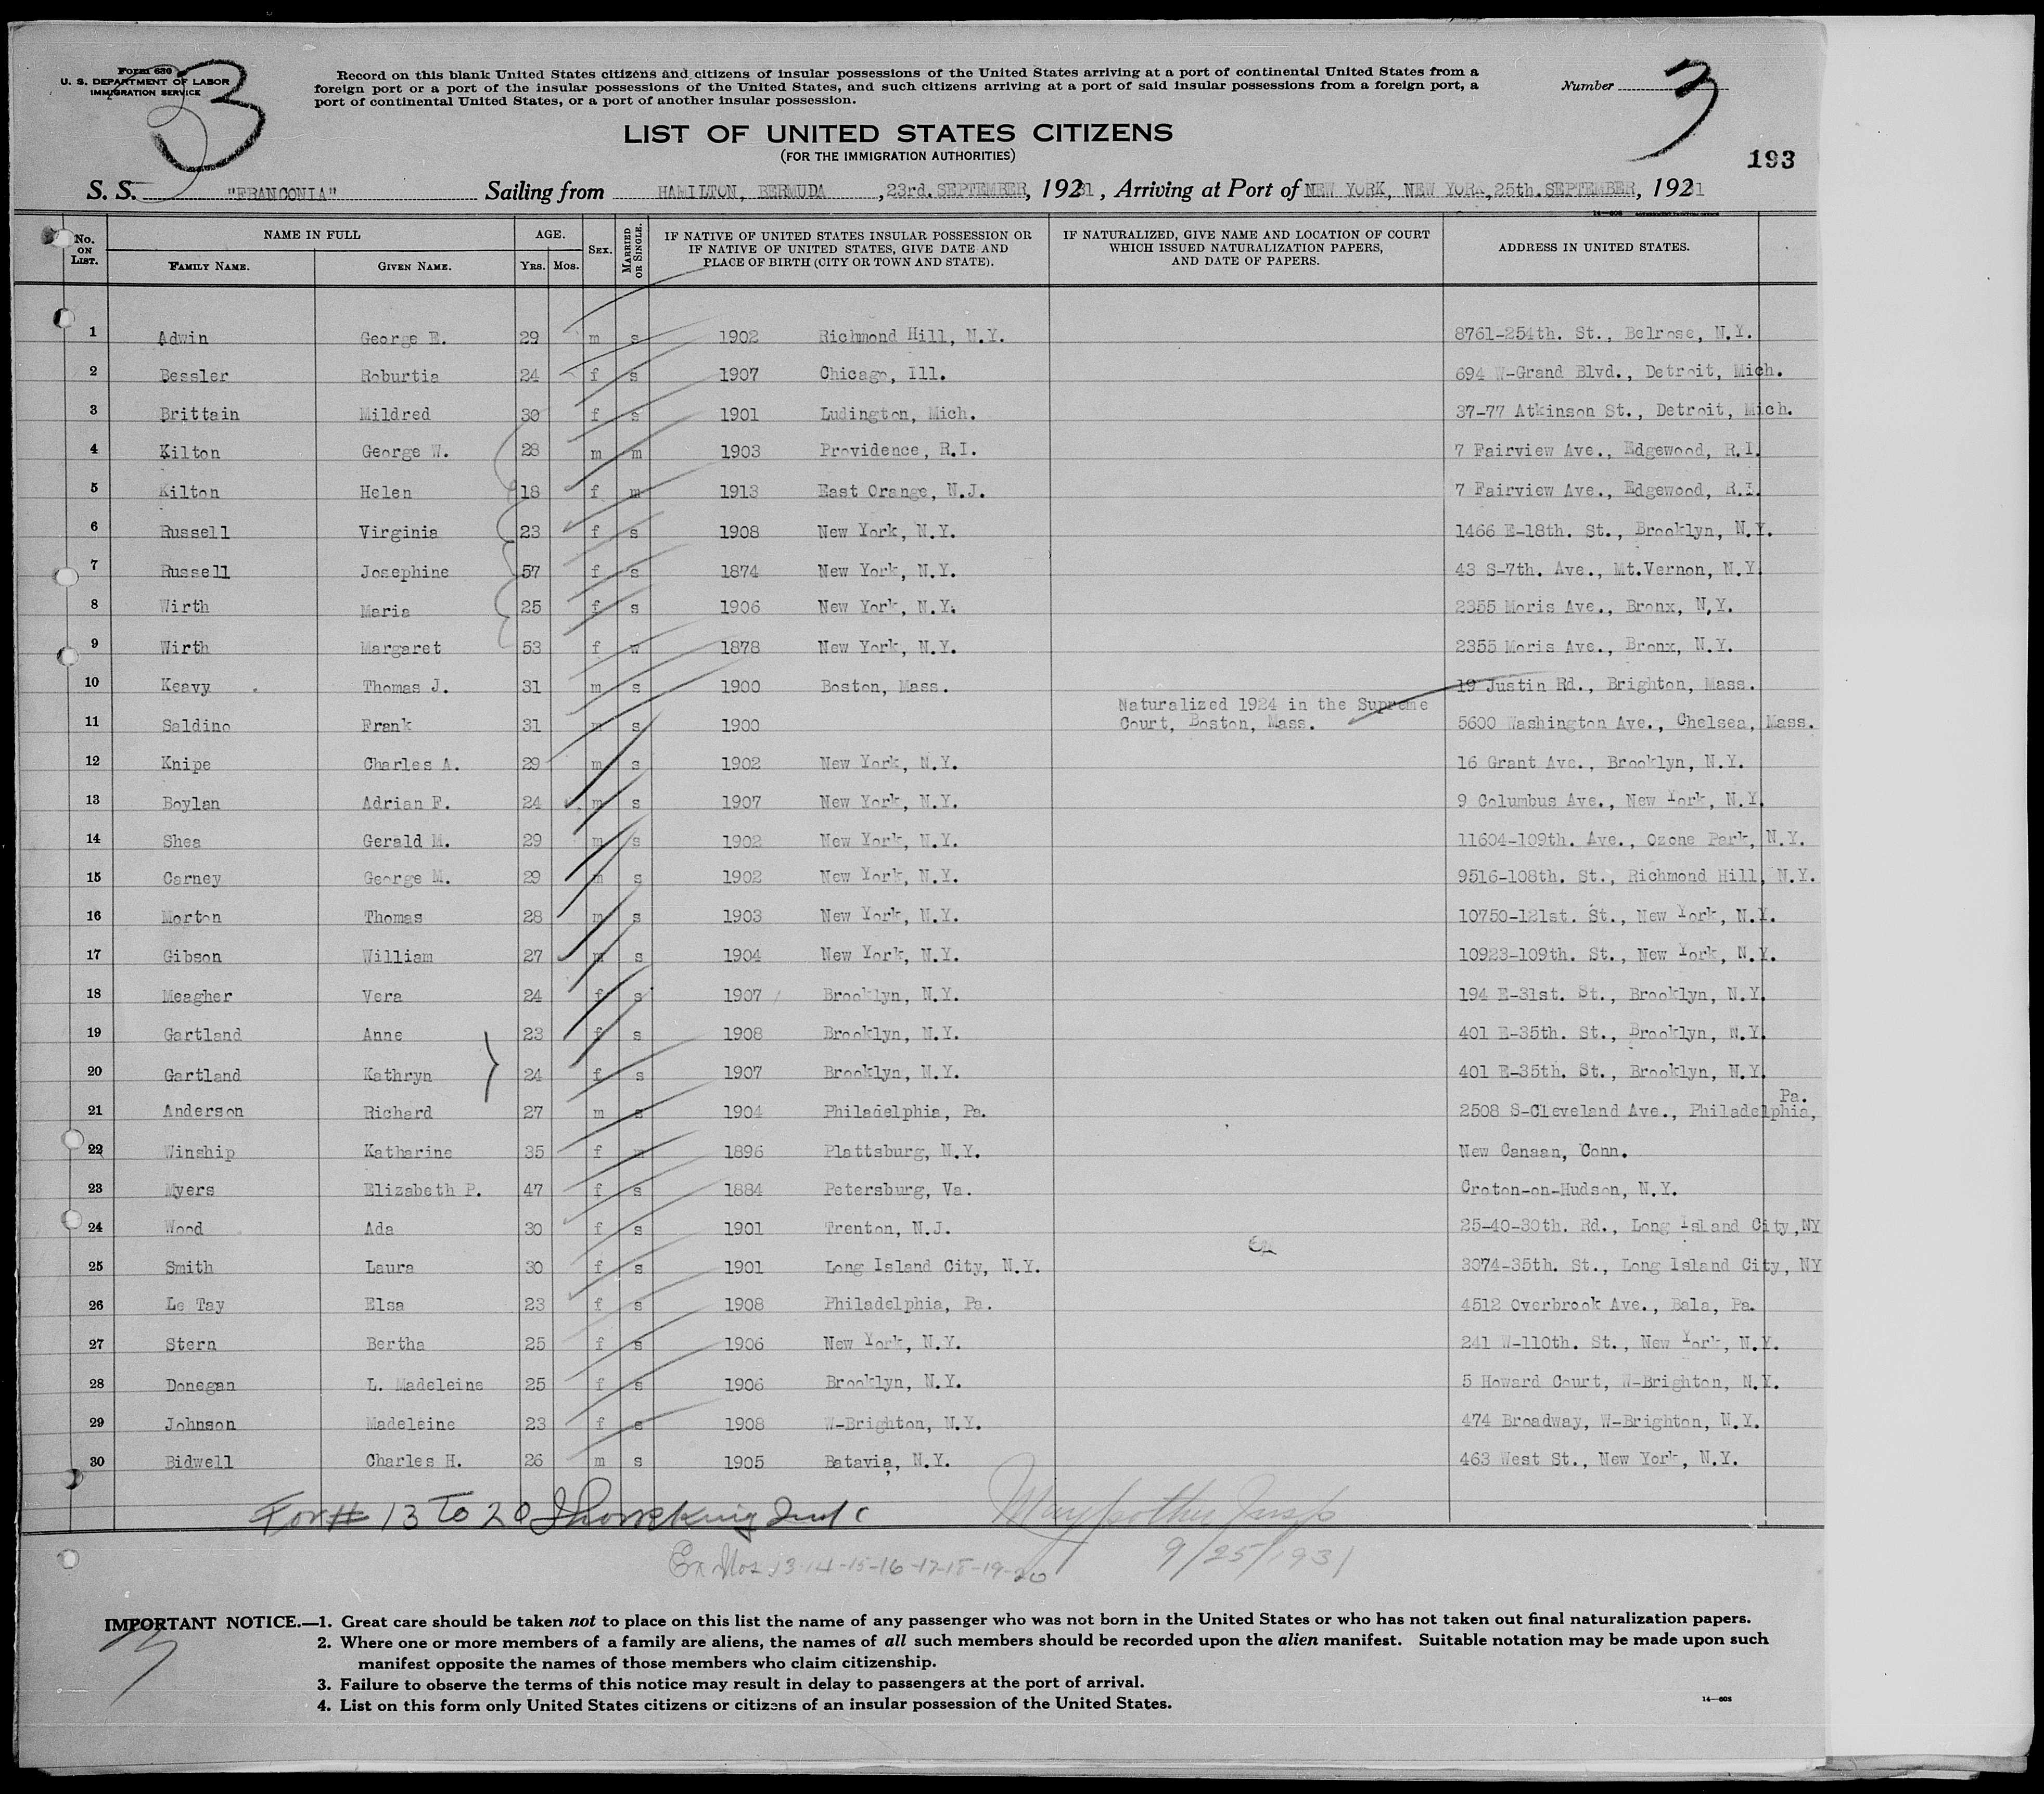 3
Form 630
U. S. DEPARTMENT OF LABOR
IMMIGRATION SERVICE
Record on this blank United States citizens and citizens of insular possessions of the United States arriving at a port of continental United States from a
foreign port or a port of the insular possessions of the United States, and such citizens arriving at a port of said insular possessions from a foreign port, a
port of continental United States, or a port of another insular possession.
Number 3
LIST OF UNITED STATES CITIZENS
(FOR THE IMMIGRATION AUTHORITIES)
193
S. S. "FRANCONIA" Sailing from HAMILTON, BERMUDA, 23rd. SEPTEMBER, 1931, Arriving at Port of NEW YORK, NEW YORK, 25th. SEPTEMBER, 1931
No. ON LIST. NAME IN FULL FAMILY NAME. GIVEN NAME. AGE. YRS. MOS. SEX. MARRIED OR SINGLE. IF NATIVE OF UNITED STATES INSULAR POSSESSION OR IF NATIVE OF UNITED STATES, GIVE DATE AND PLACE OF BIRTH (CITY OR TOWN AND STATE). IF NATURALIZED, GIVE NAME AND LOCATION OF COURT WHICH ISSUED NATURALIZATION PAPERS, AND DATE OF PAPERS. ADDRESS IN UNITED STATES.
1 Adwin George E. 29 m s 1902 Richmond Hill, N.Y. 8761-254th. St., Belrose, N.Y.
2 Bessler Roburtia 24 f s 1907 Chicago, Ill. 694 W-Grand Blvd., Detroit, Mich.
3 Brittain Mildred 30 f s 1901 Ludington, Mich. 37-77 Atkinson St., Detroit, Mich.
4 Kilton George W. 28 m m 1903 Providence, R.I. 7 Fairview Ave., Edgewood, R.I.
5 Kilton Helen 18 f m 1913 East Orange, N.J. 7 Fairview Ave., Edgewood, R.I.
6 Russell Virginia 23 f s 1908 New York, N.Y. 1466 E-18th. St., Brooklyn, N.Y.
7 Russell Josephine 57 f s 1874 New York, N.Y. 43 S-7th. Ave., Mt.Vernon, N.Y.
8 Wirth Maria 25 f s 1906 New York, N.Y. 2355 Moris Ave., Bronx, N.Y.
9 Wirth Margaret 53 f w 1878 New York, N.Y. 2355 Moris Ave., Bronx, N.Y.
10 Keavy Thomas J. 31 m s 1900 Boston, Mass. 19 Justin Rd., Brighton, Mass.
11 Saldino Frank 31 m s 1900 Naturalized 1924 in the Supreme Court, Boston, Mass. 5600 Washington Ave., Chelsea, Mass.
12 Knipe Charles A. 29 m s 1902 New York, N.Y. 16 Grant Ave., Brooklyn, N.Y.
13 Boylan Adrian F. 24 m s 1907 New York, N.Y. 9 Columbus Ave., New York, N.Y.
14 Shea Gerald M. 29 m s 1902 New York, N.Y. 11604-109th. Ave., Ozone Park, N.Y.
15 Carney George M. 29 m s 1902 New York, N.Y. 9516-108th. St., Richmond Hill, N.Y.
16 Morton Thomas 28 m s 1903 New York, N.Y. 10750-121st. St., New York, N.Y.
17 Gibson William 27 m s 1904 New York, N.Y. 10923-109th. St., New York, N.Y.
18 Meagher Vera 24 f s 1907 Brooklyn, N.Y. 194 E-31st. St., Brooklyn, N.Y.
19 Gartland Anne 23 f s 1908 Brooklyn, N.Y. 401 E-35th. St., Brooklyn, N.Y.
20 Gartland Kathryn 24 f s 1907 Brooklyn, N.Y. 401 E-35th. St., Brooklyn, N.Y.
21 Anderson Richard 27 m s 1904 Philadelphia, Pa. 2508 S-Cleveland Ave., Philadelphia, Pa.
22 Winship Katharine 35 f m 1896 Plattsburg, N.Y. New Canaan, Conn.
23 Myers Elizabeth P. 47 f s 1884 Petersburg, Va. Croton-on-Hudson, N.Y.
24 Wood Ada 30 f s 1901 Trenton, N.J. 25-40-30th. Rd., Long Island City,NY
25 Smith Laura 30 f s 1901 Long Island City, N.Y. 3074-35th. St., Long Island City, NY
26 Le Tay Elsa 23 f s 1908 Philadelphia, Pa. 4512 Overbrook Ave., Bala, Pa.
27 Stern Bertha 25 f s 1906 New York, N.Y. 241 W-110th. St., New York, N.Y.
28 Donegan L. Madeleine 25 f s 1906 Brooklyn, N.Y. 5 Howard Court, W-Brighton, N.Y.
29 Johnson Madeleine 23 f s 1908 W-Brighton, N.Y. 474 Broadway, W-Brighton, N.Y.
30 Bidwell Charles H. 26 m s 1905 Batavia, N.Y. 463 West St., New York, N.Y.
For # 13 To 20
9/25/1931
Ex Nos 13-14-15-16-17-18-19-20
IMPORTANT NOTICE.—1. Great care should be taken not to place on this list the name of any passenger who was not born in the United States or who has not taken out final naturalization papers.
2. Where one or more members of a family are aliens, the names of all such members should be recorded upon the alien manifest. Suitable notation may be made upon such
manifest opposite the names of those members who claim citizenship.
3. Failure to observe the terms of this notice may result in delay to passengers at the port of arrival.
4. List on this form only United States citizens or citizens of an insular possession of the United States.
14—608